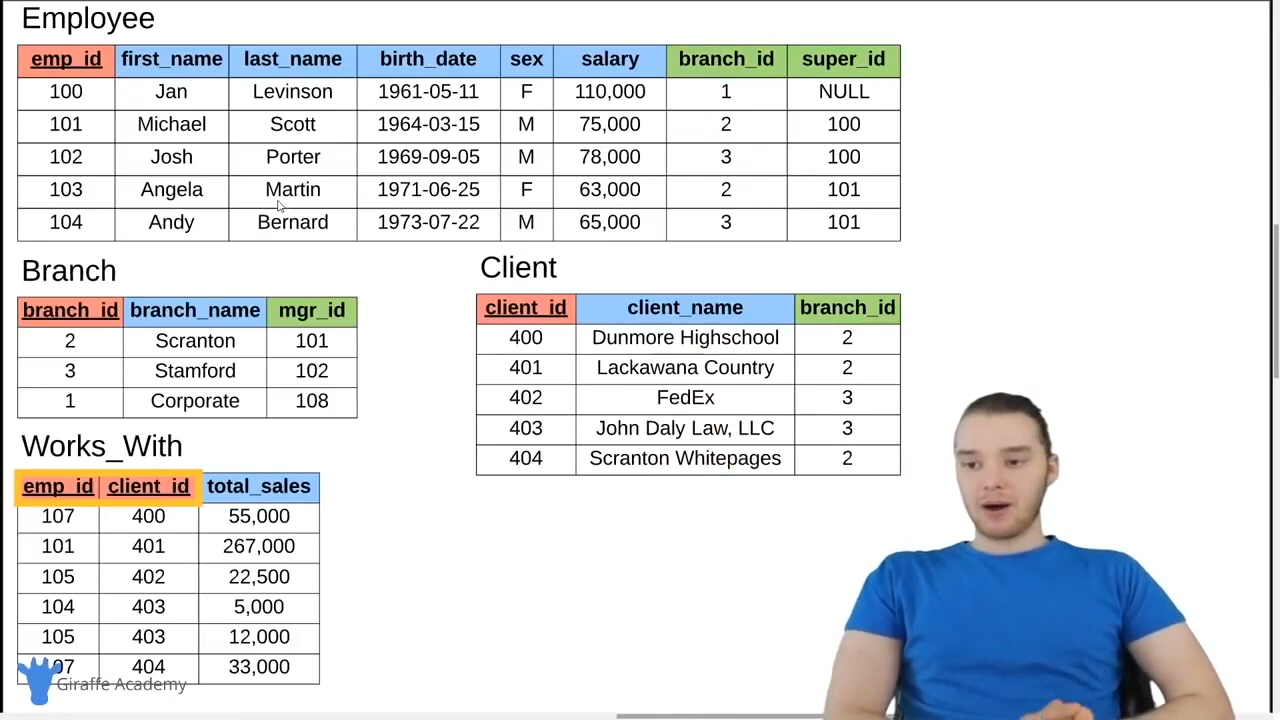 Employee
emp_id first_name last_name birth_date sex salary branch_id super_id
100 Jan Levinson 1961-05-11 F 110,000 1 NULL
101 Michael Scott 1964-03-15 M 75,000 2 100
102 Josh Porter 1969-09-05 M 78,000 3 100
103 Angela Martin 1971-06-25 F 63,000 2 101
104 Andy Bernard 1973-07-22 M 65,000 3 101
Branch
branch_id branch_name mgr_id
2 Scranton 101
3 Stamford 102
1 Corporate 108
Client
client_id client_name branch_id
400 Dunmore Highschool 2
401 Lackawana Country 2
402 FedEx 3
403 John Daly Law, LLC 3
404 Scranton Whitepages 2
Works_With
emp_id client_id total_sales
107 400 55,000
101 401 267,000
105 402 22,500
104 403 5,000
105 403 12,000
404 33,000
Giraffe Academy